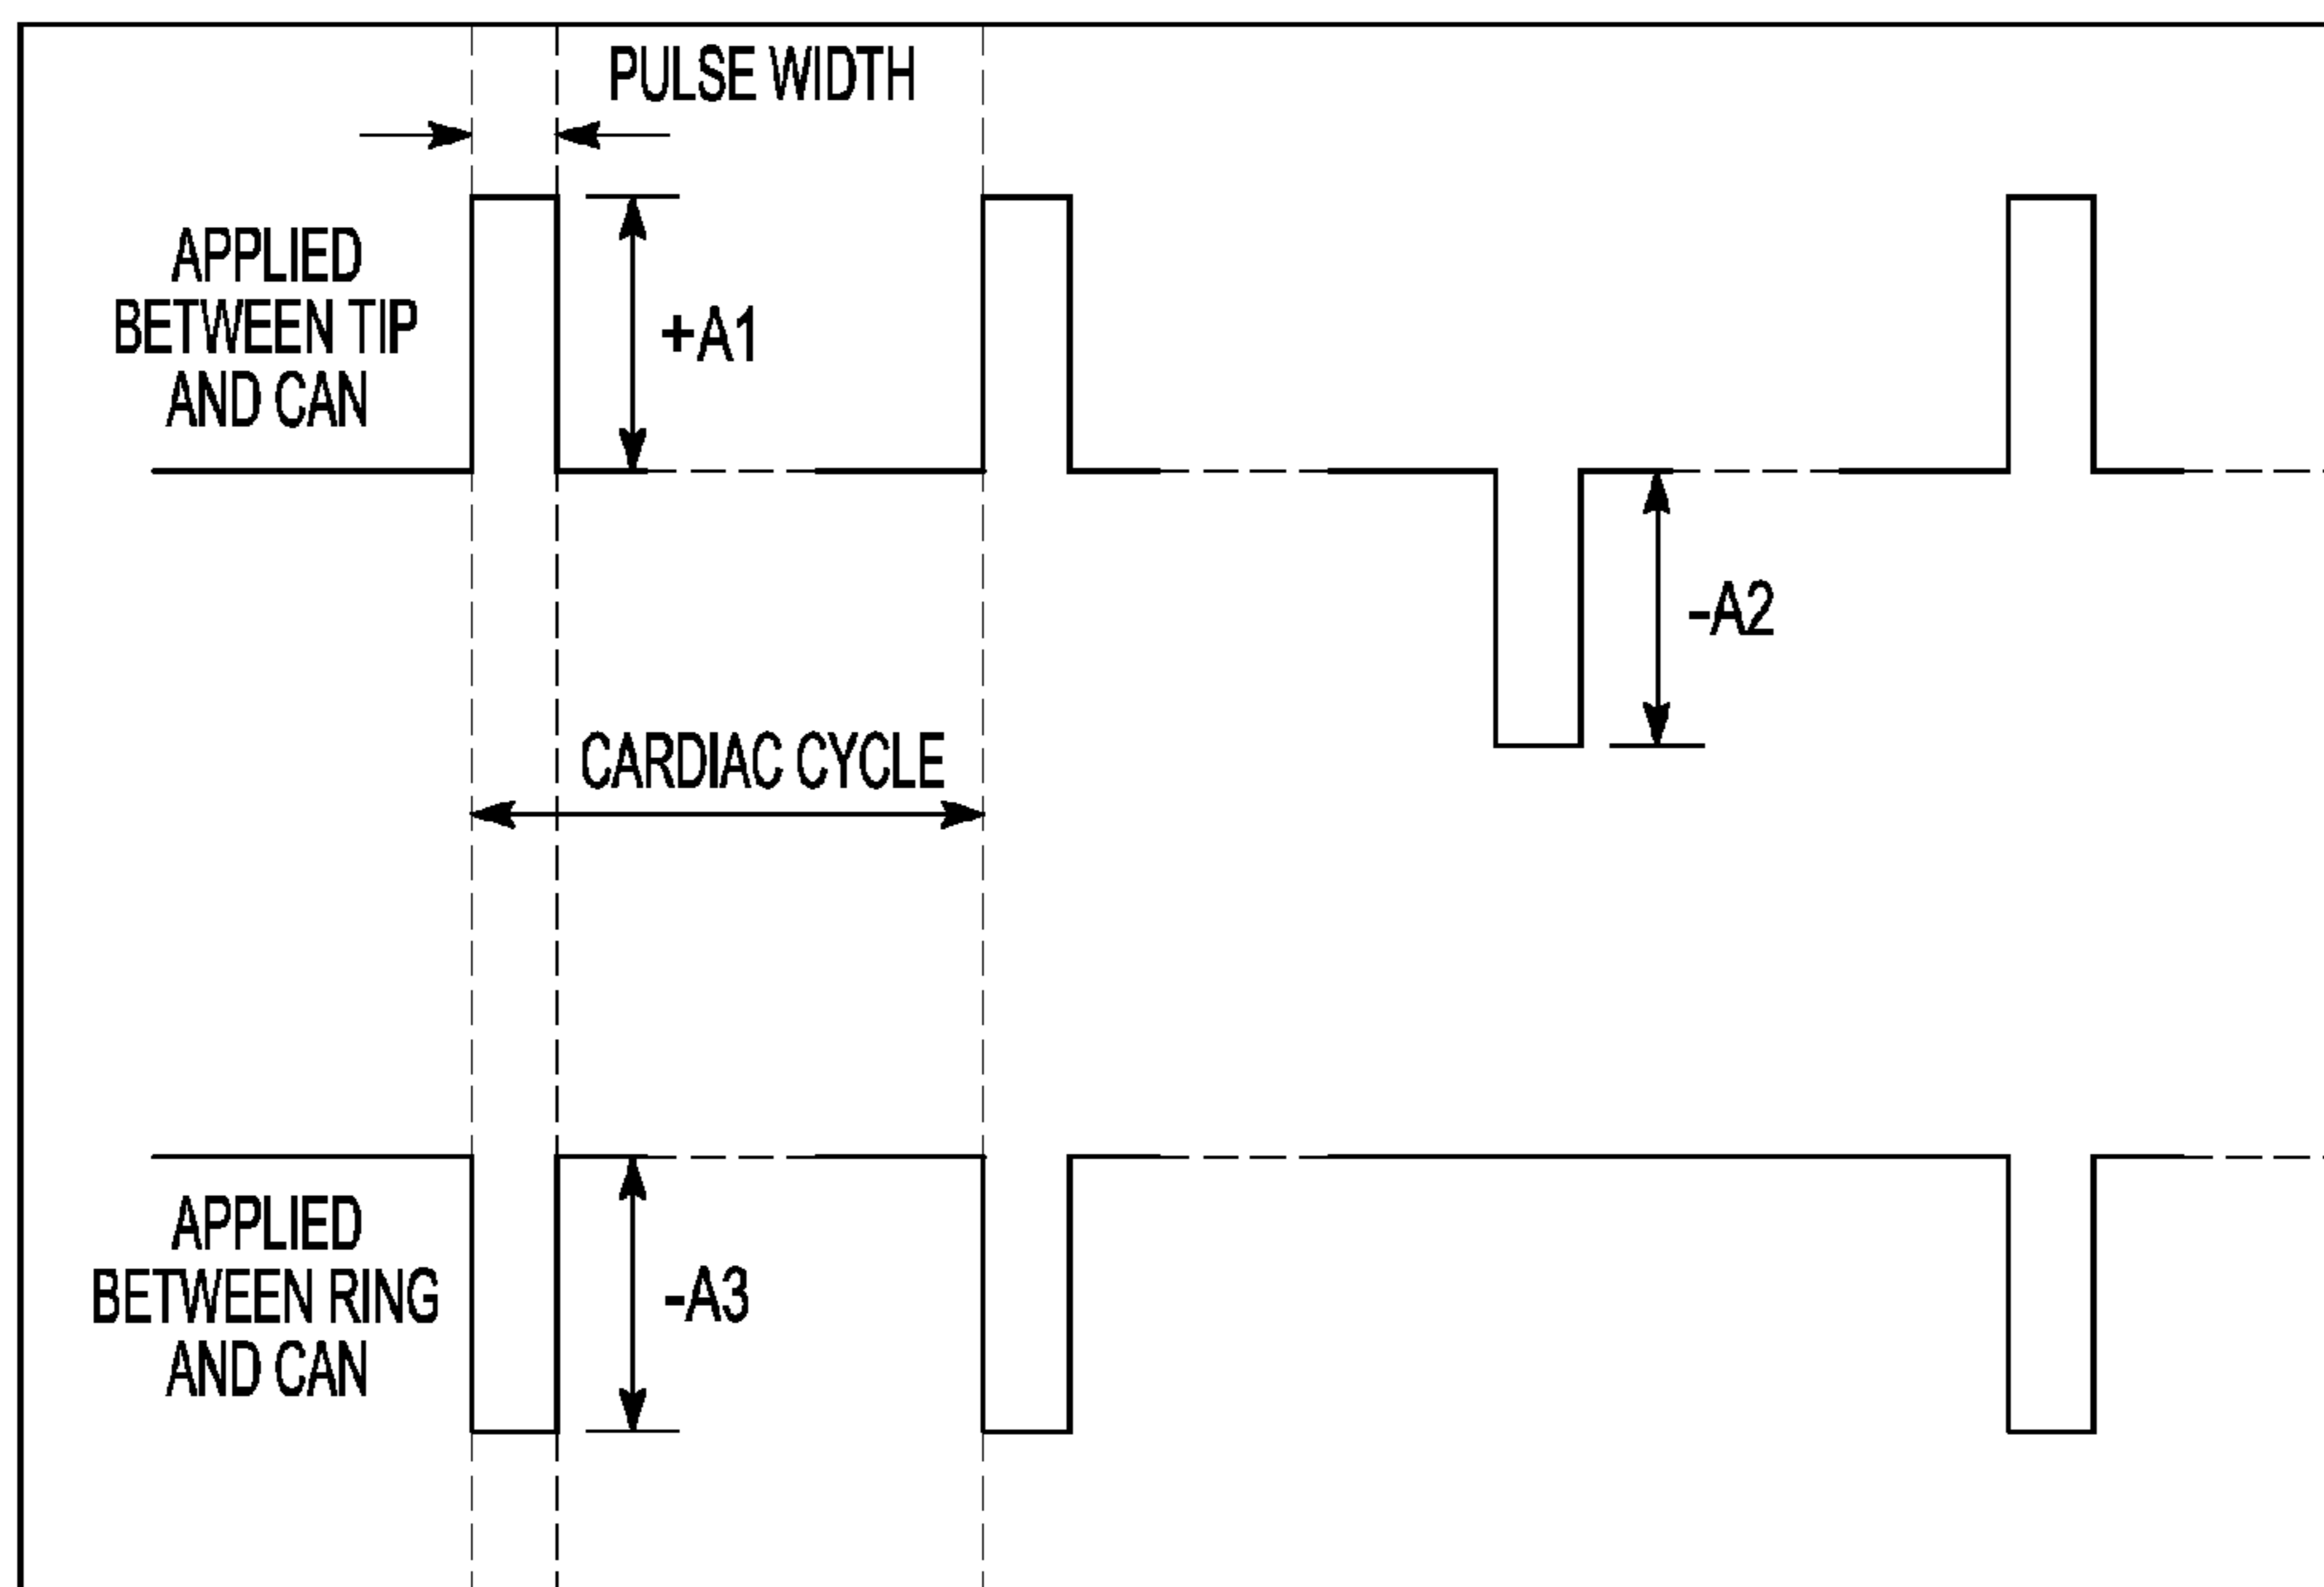 PULSE WIDTH
APPLIED
BETWEEN TIP
AND CAN
+A1
-A2
CARDIAC CYCLE
APPLIED
BETWEEN RING
AND CAN
-A3